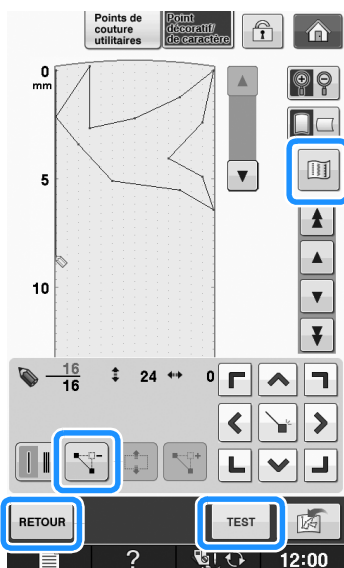 Points de
couture
utilitaires
Point
décoratif/
de caractère
0
mm
5
10
16
16
24
0
RETOUR
TEST
?
12:00